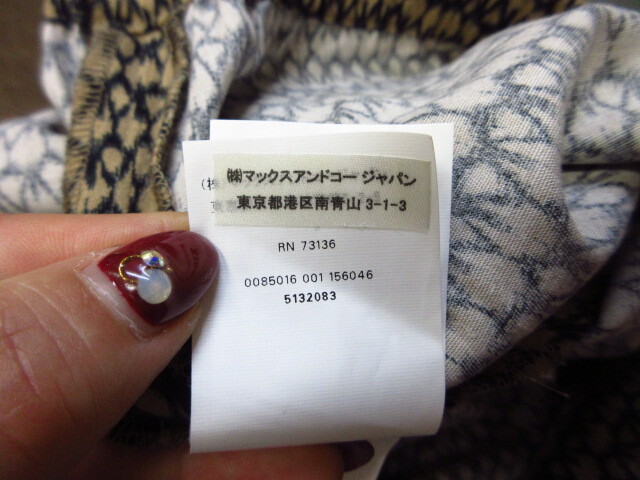 ㈱マックスアンドコー ジャパン
東京都港区南青山 3-1-3
RN 73136
0085016 001 156046
5132083